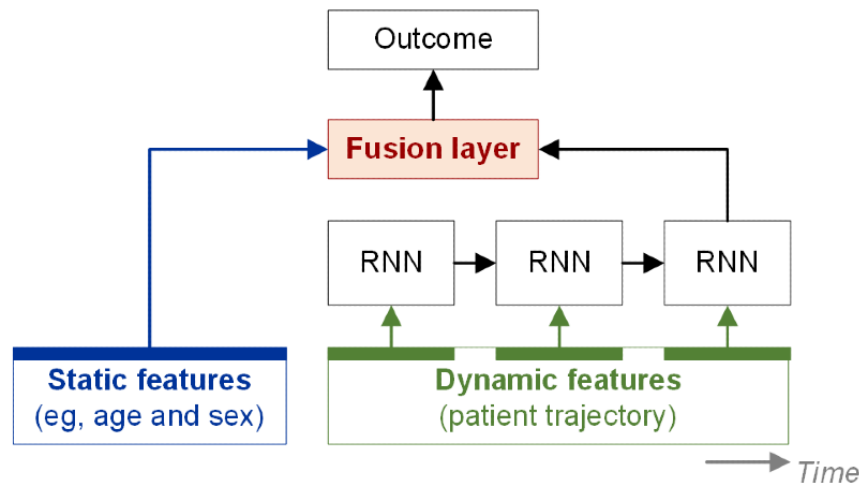 Outcome
Fusion layer
RNN
RNN
RNN
Static features
(eg, age and sex)
Dynamic features
(patient trajectory)
Time